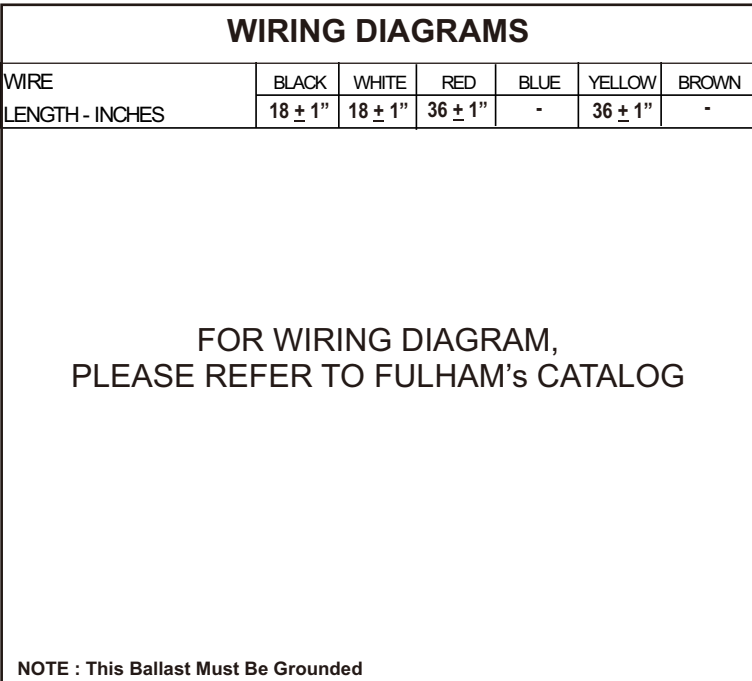 WIRING DIAGRAMS
WIRE BLACK WHITE RED BLUE YELLOW BROWN
LENGTH - INCHES 18 ± 1” 18 ± 1” 36 ± 1” - 36 ± 1” -
FOR WIRING DIAGRAM,
PLEASE REFER TO FULHAM's CATALOG
NOTE : This Ballast Must Be Grounded